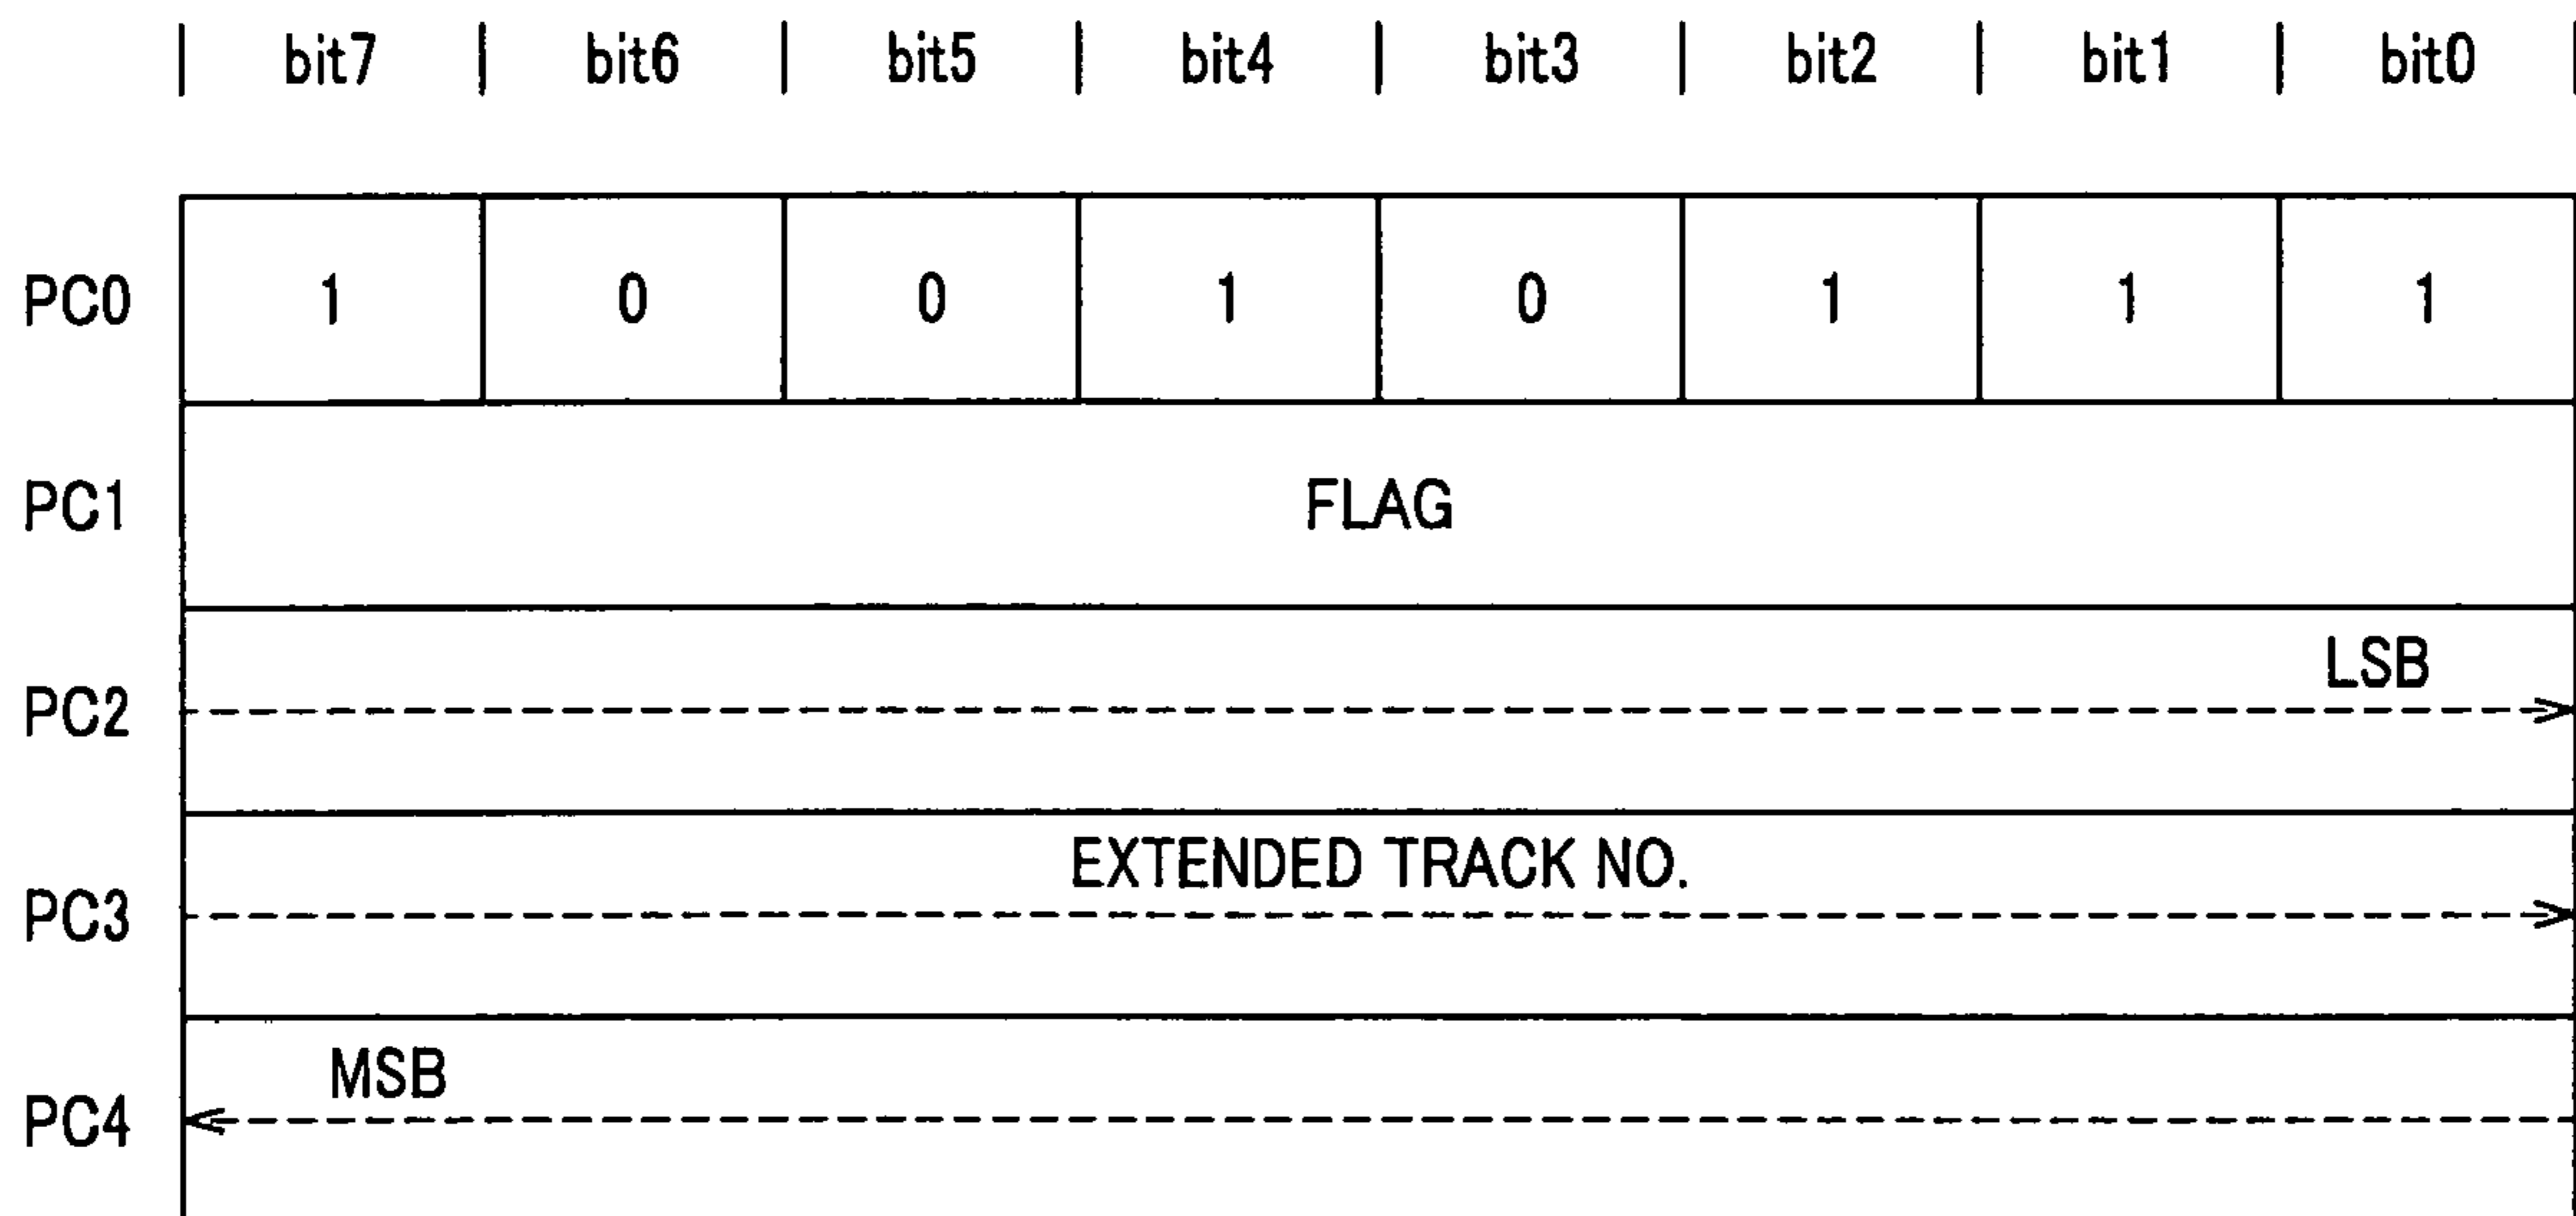 bit7 bit6 bit5 bit4 bit3 bit2 bit1 bit0
PC0 1 0 0 1 0 1 1 1
PC1 FLAG
LSB
PC2
EXTENDED TRACK NO.
PC3
MSB
PC4